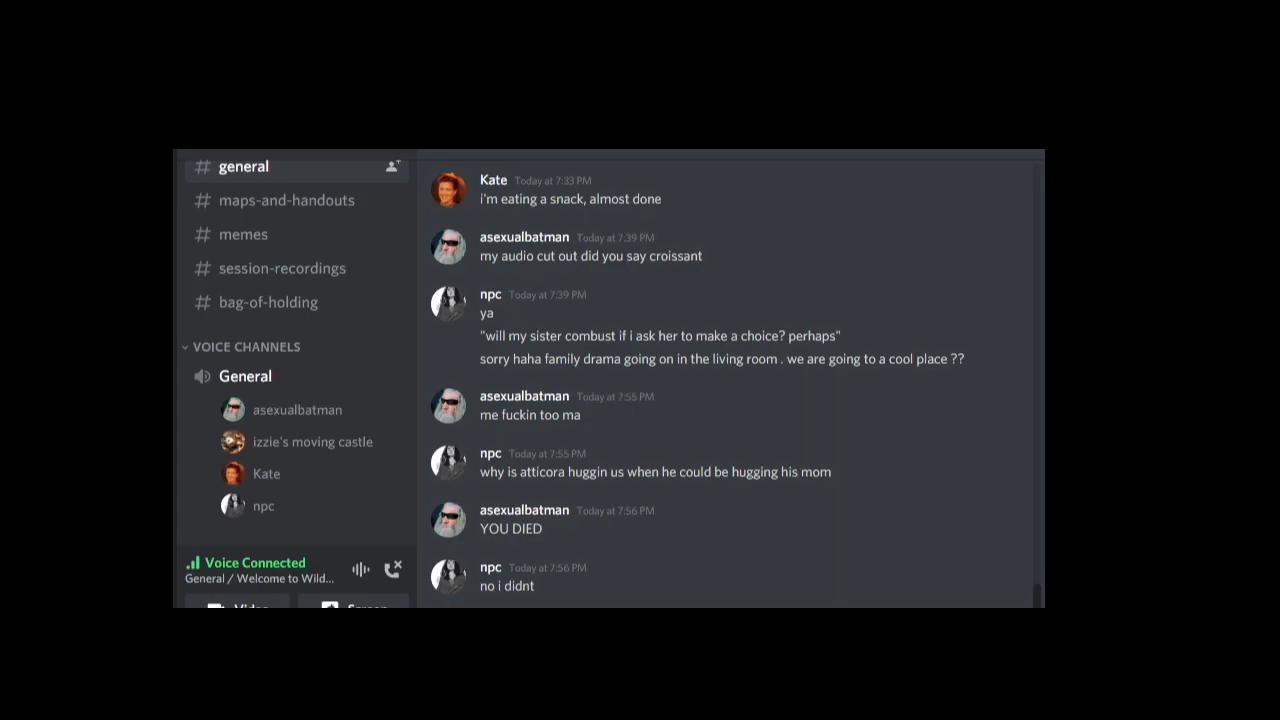 # general
# maps-and-handouts
# memes
# session-recordings
# bag-of-holding
VOICE CHANNELS
General
asexualbatman
izzie's moving castle
Kate
npc
Voice Connected
General / Welcome to Wild...
Video
Screen
Kate Today at 7:33 PM
i'm eating a snack, almost done
asexualbatman Today at 7:39 PM
my audio cut out did you say croissant
npc Today at 7:39 PM
ya
"will my sister combust if i ask her to make a choice? perhaps"
sorry haha family drama going on in the living room . we are going to a cool place ??
asexualbatman Today at 7:55 PM
me fuckin too ma
npc Today at 7:55 PM
why is atticora huggin us when he could be hugging his mom
asexualbatman Today at 7:56 PM
YOU DIED
npc Today at 7:56 PM
no i didnt